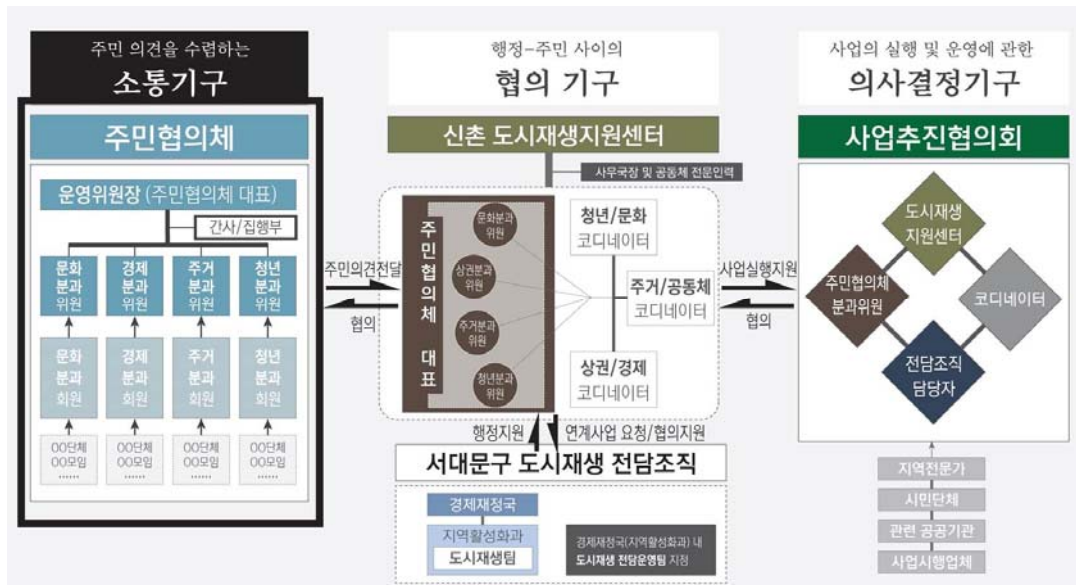 주민 의견을 수렴하는
소통기구
주민협의체
운영위원장 (주민협의체 대표)
간사/집행부
문화
분과
위원
경제
분과
위원
주거
분과
위원
청년
분과
위원
문화
분과
회원
경제
분과
회원
주거
분과
회원
청년
분과
회원
OO단체
OO모임
......
OO단체
OO모임
......
OO단체
OO모임
......
OO단체
OO모임
......
주민의견전달
협의
행정-주민 사이의
협의 기구
신촌 도시재생지원센터
사무국장 및 공동체 전문인력
주민협의체 대표
문화분과
위원
상권분과
위원
주거분과
위원
청년분과
위원
청년/문화
코디네이터
주거/공동체
코디네이터
상권/경제
코디네이터
행정지원
연계사업 요청/협의지원
서대문구 도시재생 전담조직
경제재정국
지역활성화과
도시재생팀
경제재정국(지역활성화과) 내
도시재생 전담운영팀 지정
사업실행지원
협의
사업의 실행 및 운영에 관한
의사결정기구
사업추진협의회
도시재생
지원센터
주민협의체
분과위원
코디네이터
전담조직
담당자
지역전문가
시민단체
관련 공공기관
사업시행업체